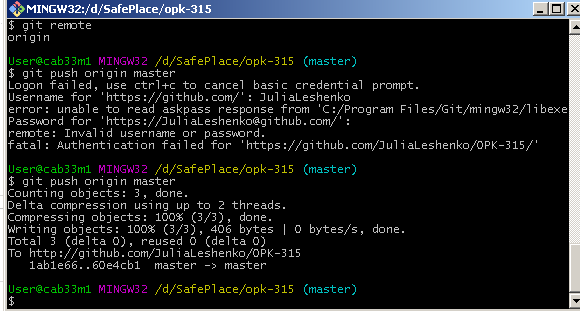 MINGW32:/d/SafePlace/opk-315
$ git remote
origin
User@cab33m1 MINGW32 /d/SafePlace/opk-315 (master)
$ git push origin master
Logon failed, use ctrl+c to cancel basic credential prompt.
Username for 'https://github.com/': JuliaLeshenko
error: unable to read askpass response from 'C:/Program Files/Git/mingw32/libexe
Password for 'https://JuliaLeshenko@github.com/':
remote: Invalid username or password.
fatal: Authentication failed for 'https://github.com/JuliaLeshenko/OPK-315/'
User@cab33m1 MINGW32 /d/SafePlace/opk-315 (master)
$ git push origin master
Counting objects: 3, done.
Delta compression using up to 2 threads.
Compressing objects: 100% (3/3), done.
Writing objects: 100% (3/3), 406 bytes | 0 bytes/s, done.
Total 3 (delta 0), reused 0 (delta 0)
To http://github.com/JuliaLeshenko/OPK-315
1ab1e66..60e4cb1 master -> master
User@cab33m1 MINGW32 /d/SafePlace/opk-315 (master)
$